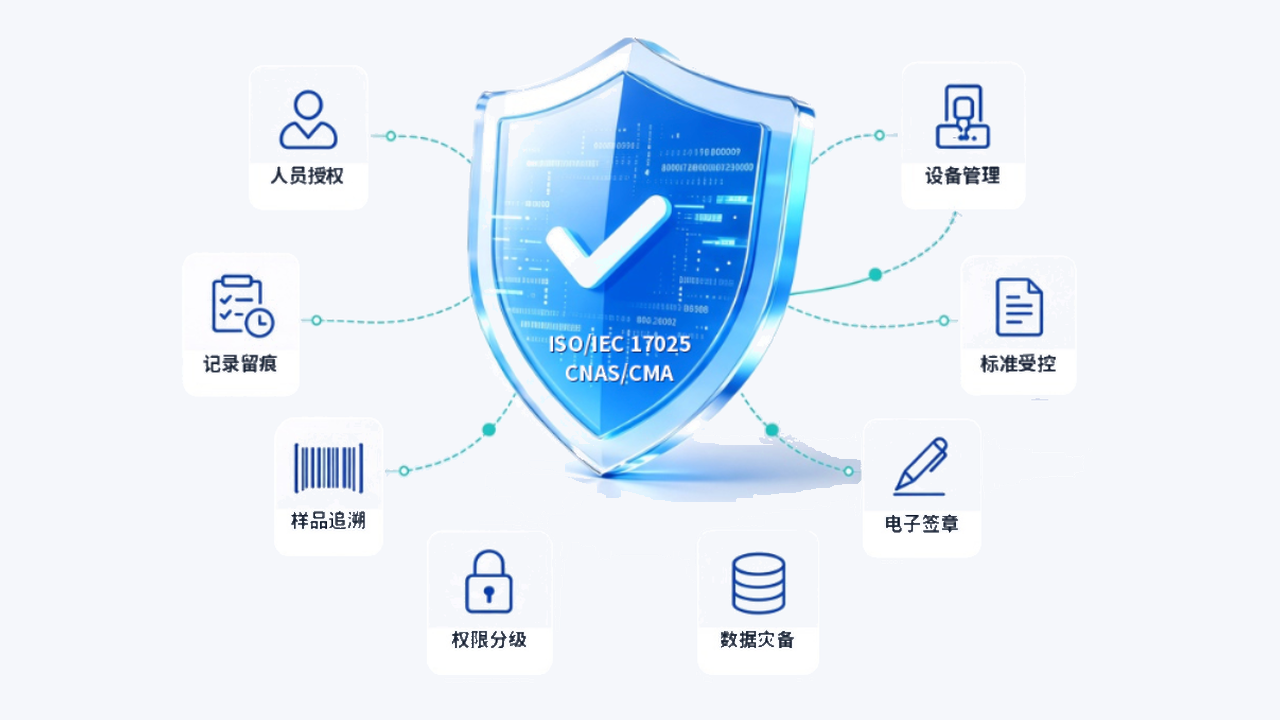 人员授权
设备管理
ISO/IEC 17025
CNAS/CMA
记录留痕
标准受控
样品追溯
电子签章
权限分级
数据灾备